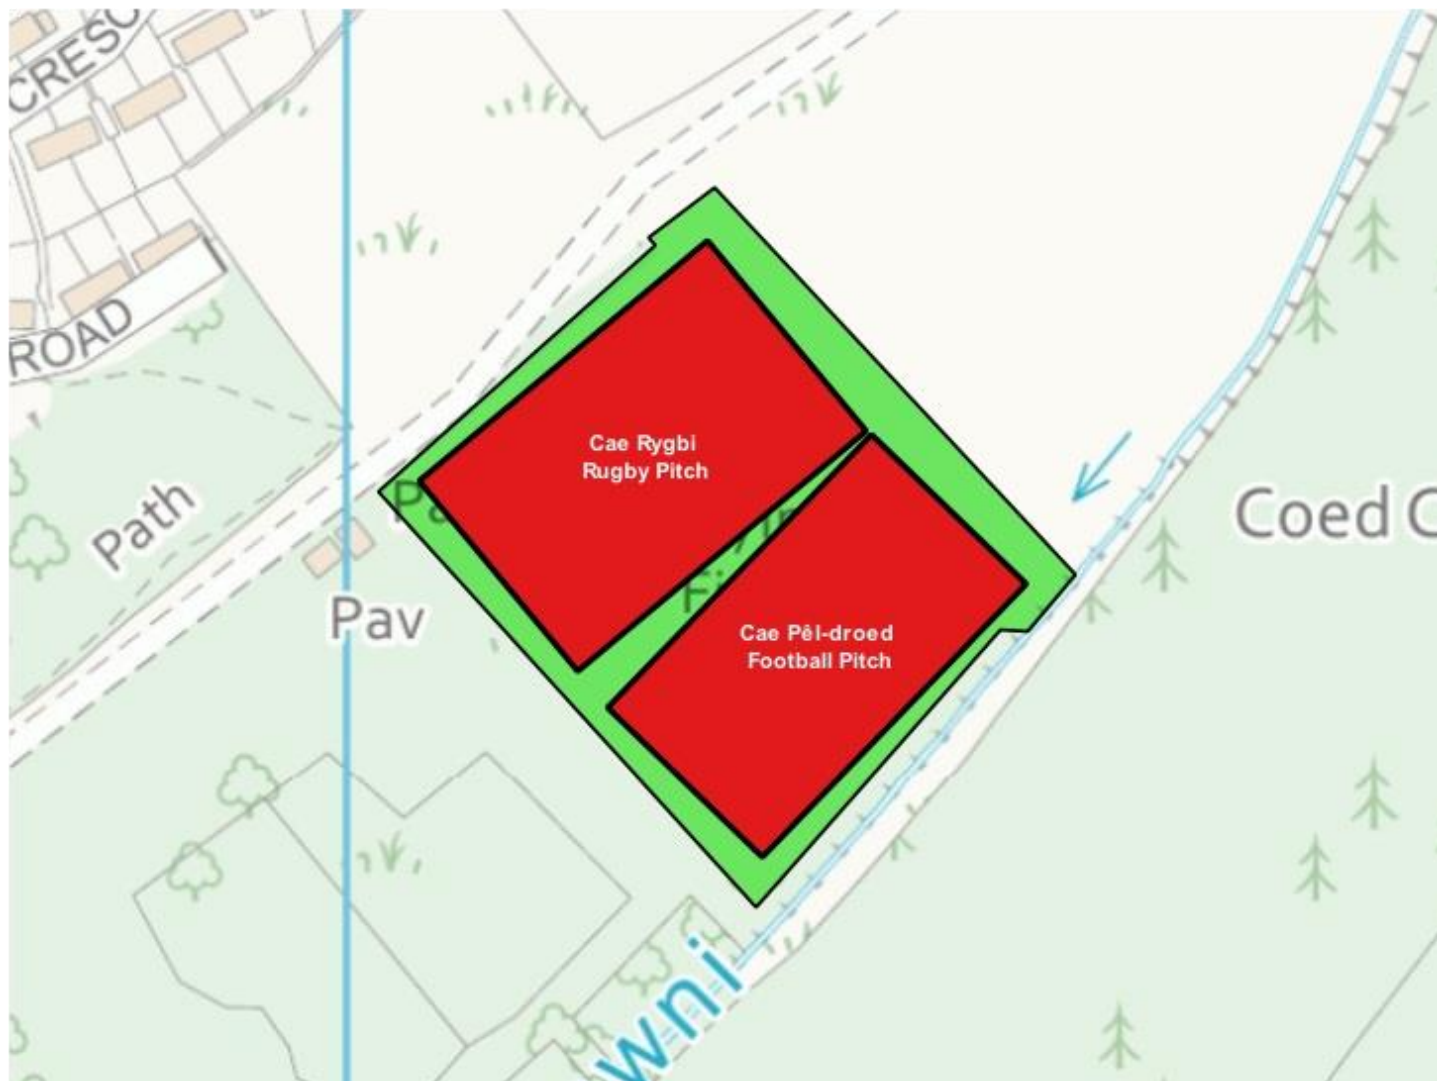 CRESC
ROAD
Path
Cae Rygbi
Rugby Pitch
Pav
Cae Pêl-droed
Football Pitch
Coed C
wni